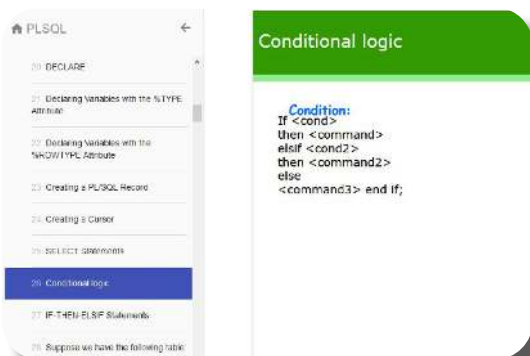 PLSQL
20 DECLARE
21 Declaring Variables with the %TYPE
Attribute
22 Declaring Variables with the
%ROWTYPE Attribute
23 Creating a PL/SQL Record
24 Creating a Cursor
25 SELECT Statements
26 Conditional logic
27 IF-THEN-ELSIF Statements
28 Suppose we have the following table
Conditional logic
Condition:
If <cond>
then <command>
elsif <cond2>
then <command2>
else
<command3> end if;